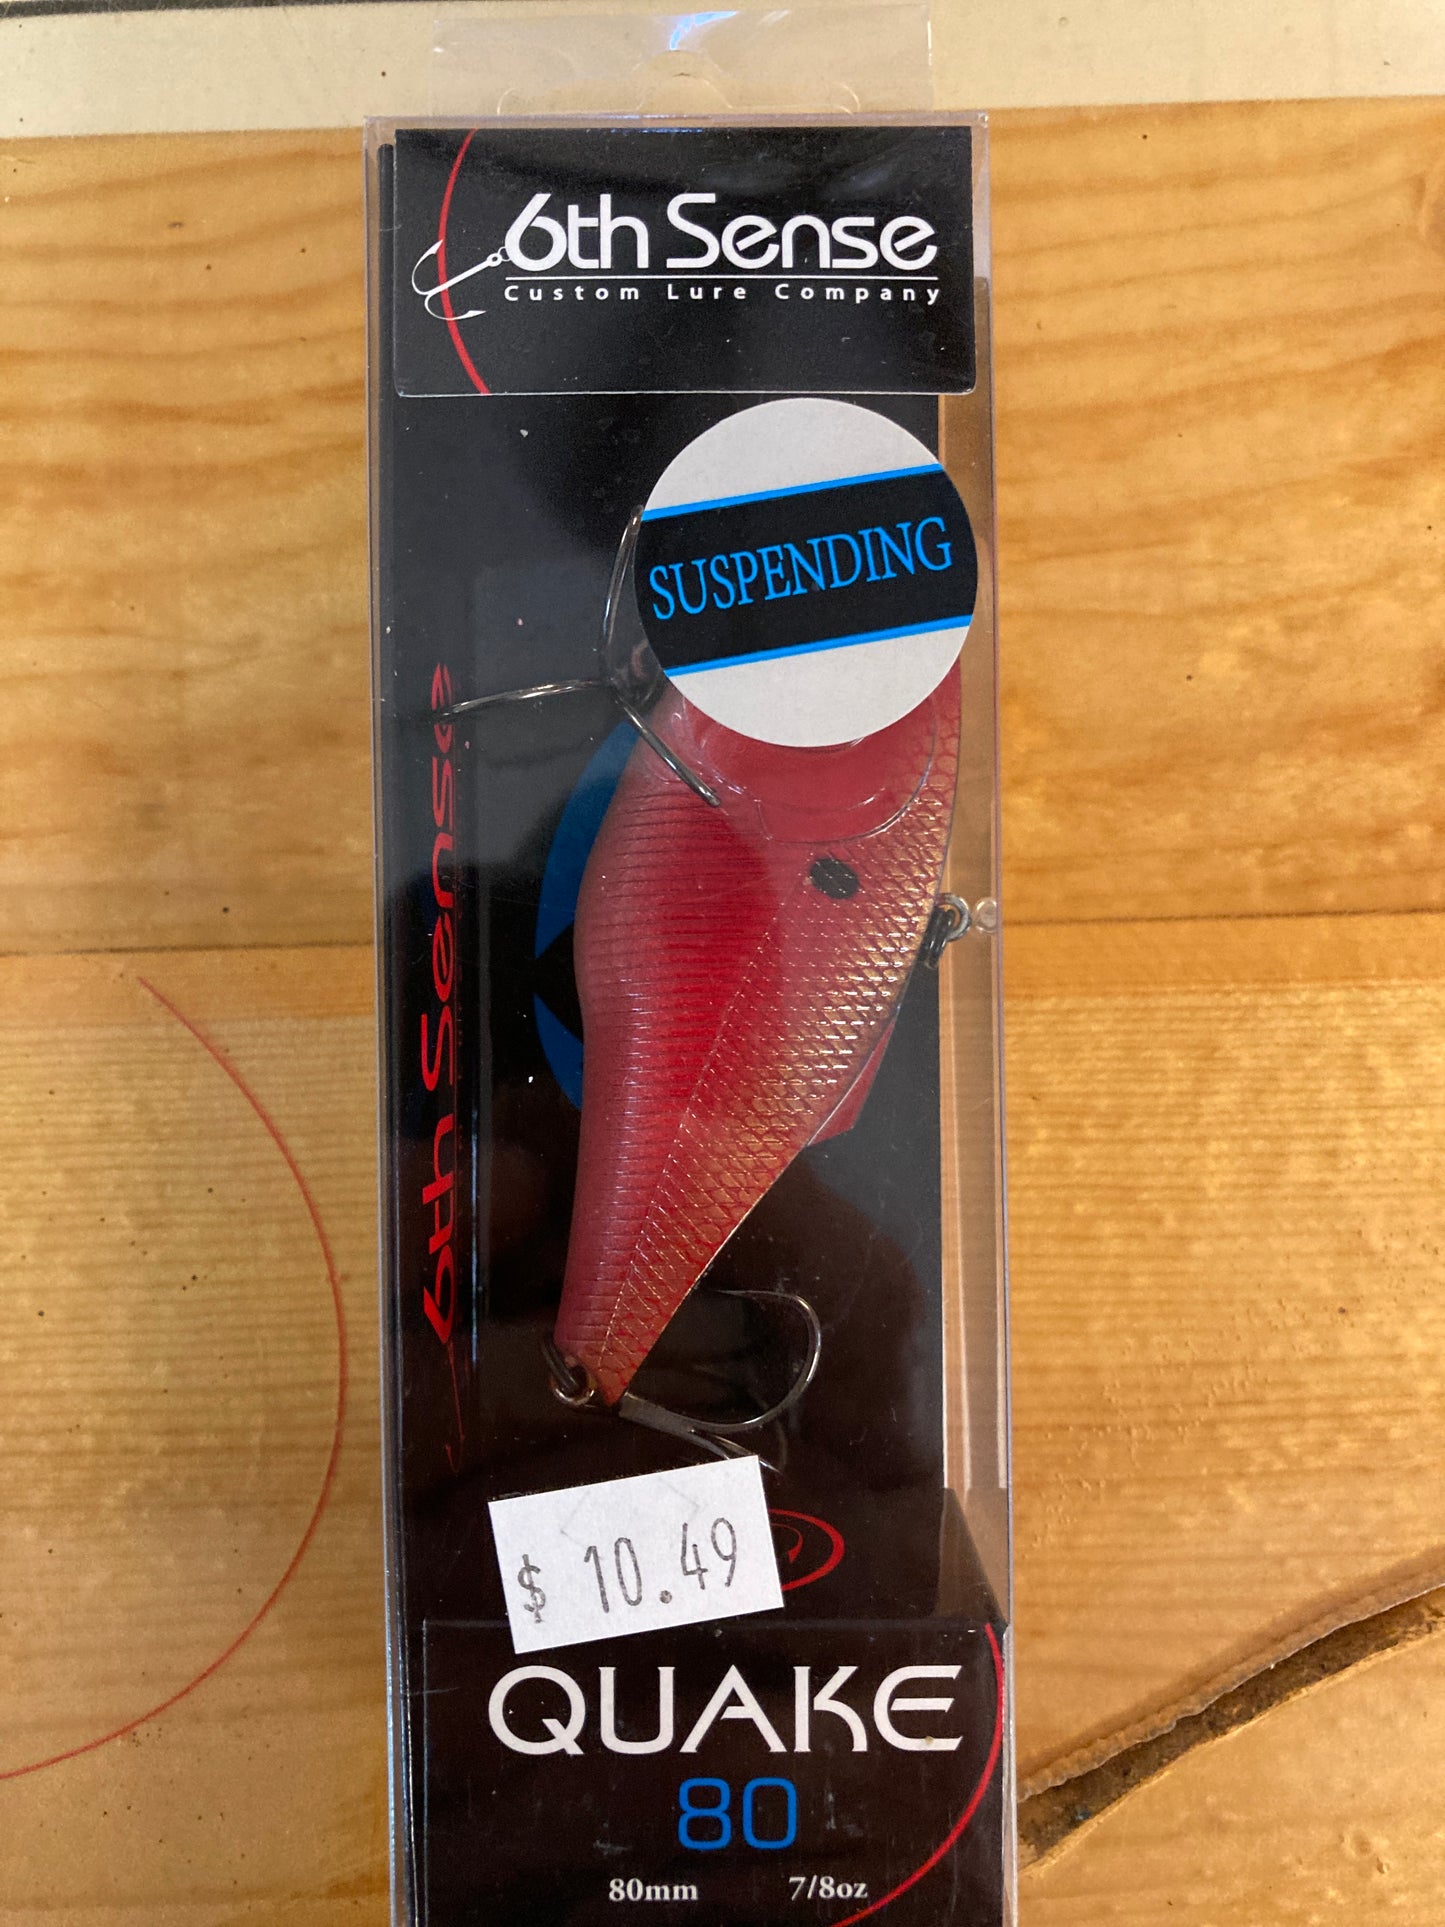 6th Sense
Custom Lure Company
SUSPENDING
6th Sense
$ 10.49
QUAKE
80
80mm 7/8oz